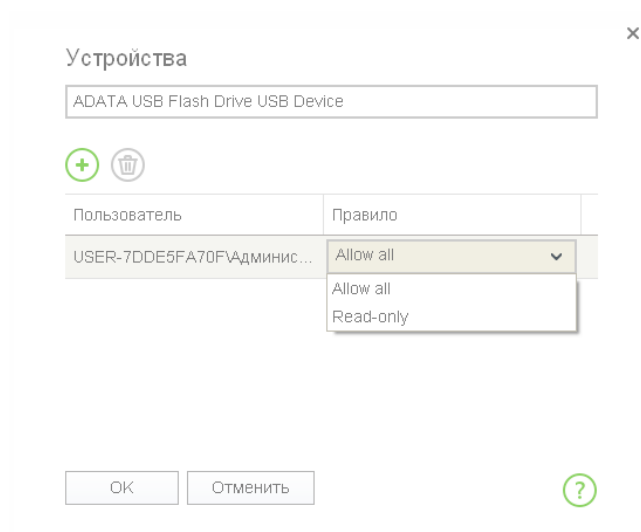 Устройства
ADATA USB Flash Drive USB Device
Пользователь Правило
USER-7DDE5FA70F\Админис... Allow all
Allow all
Read-only
OK Отменить
?